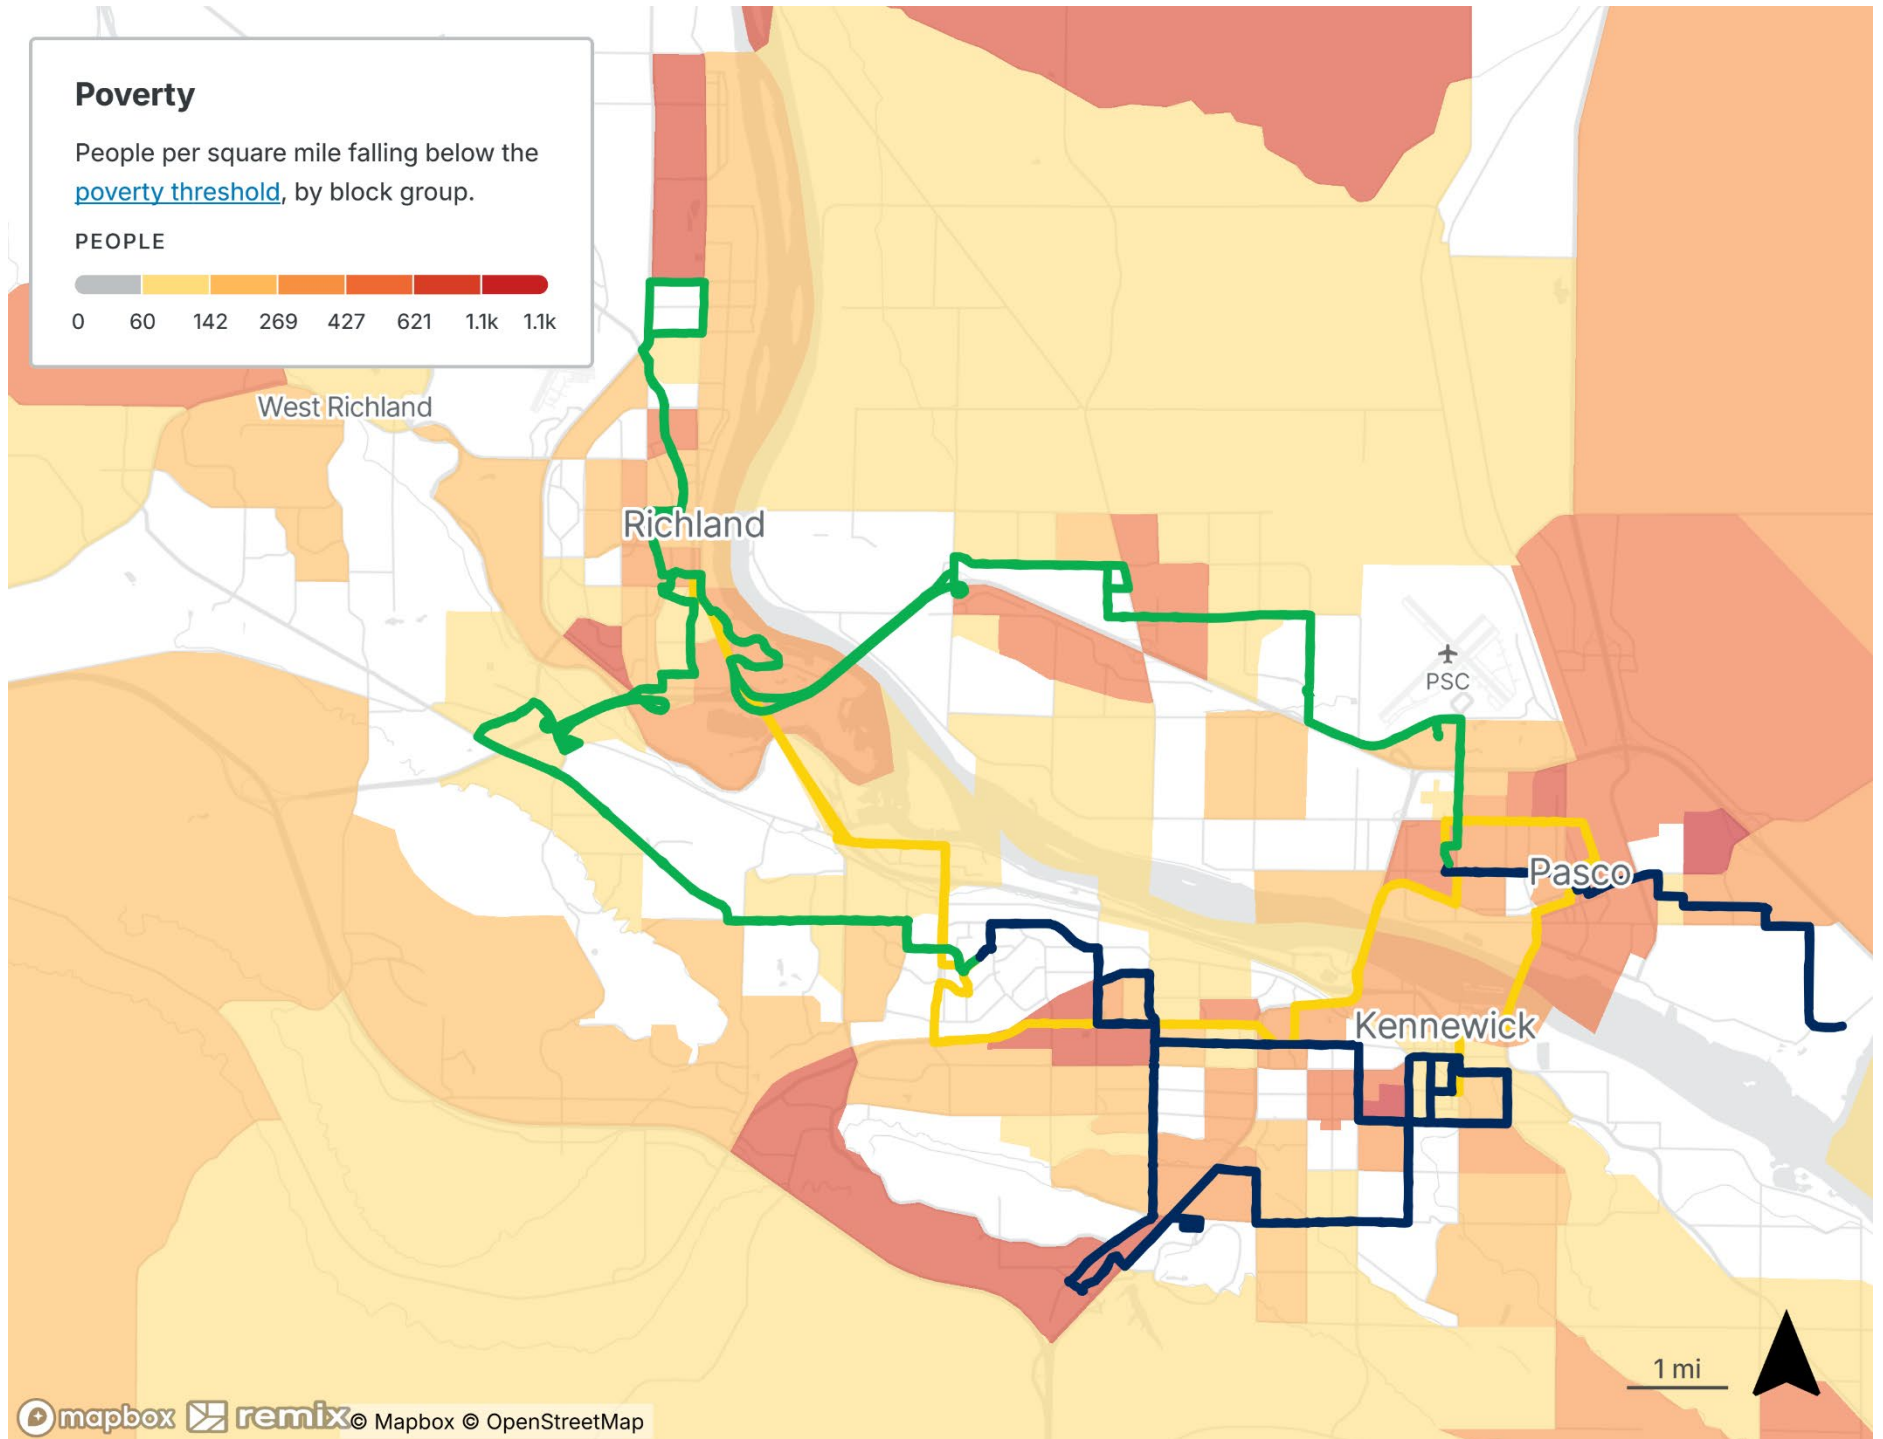 Poverty
People per square mile falling below the
poverty threshold, by block group.
PEOPLE
0 60 142 269 427 621 1.1k 1.1k
West Richland
Richland
PSC
Pasco
Kennewick
1 mi
mapbox remix © Mapbox © OpenStreetMap